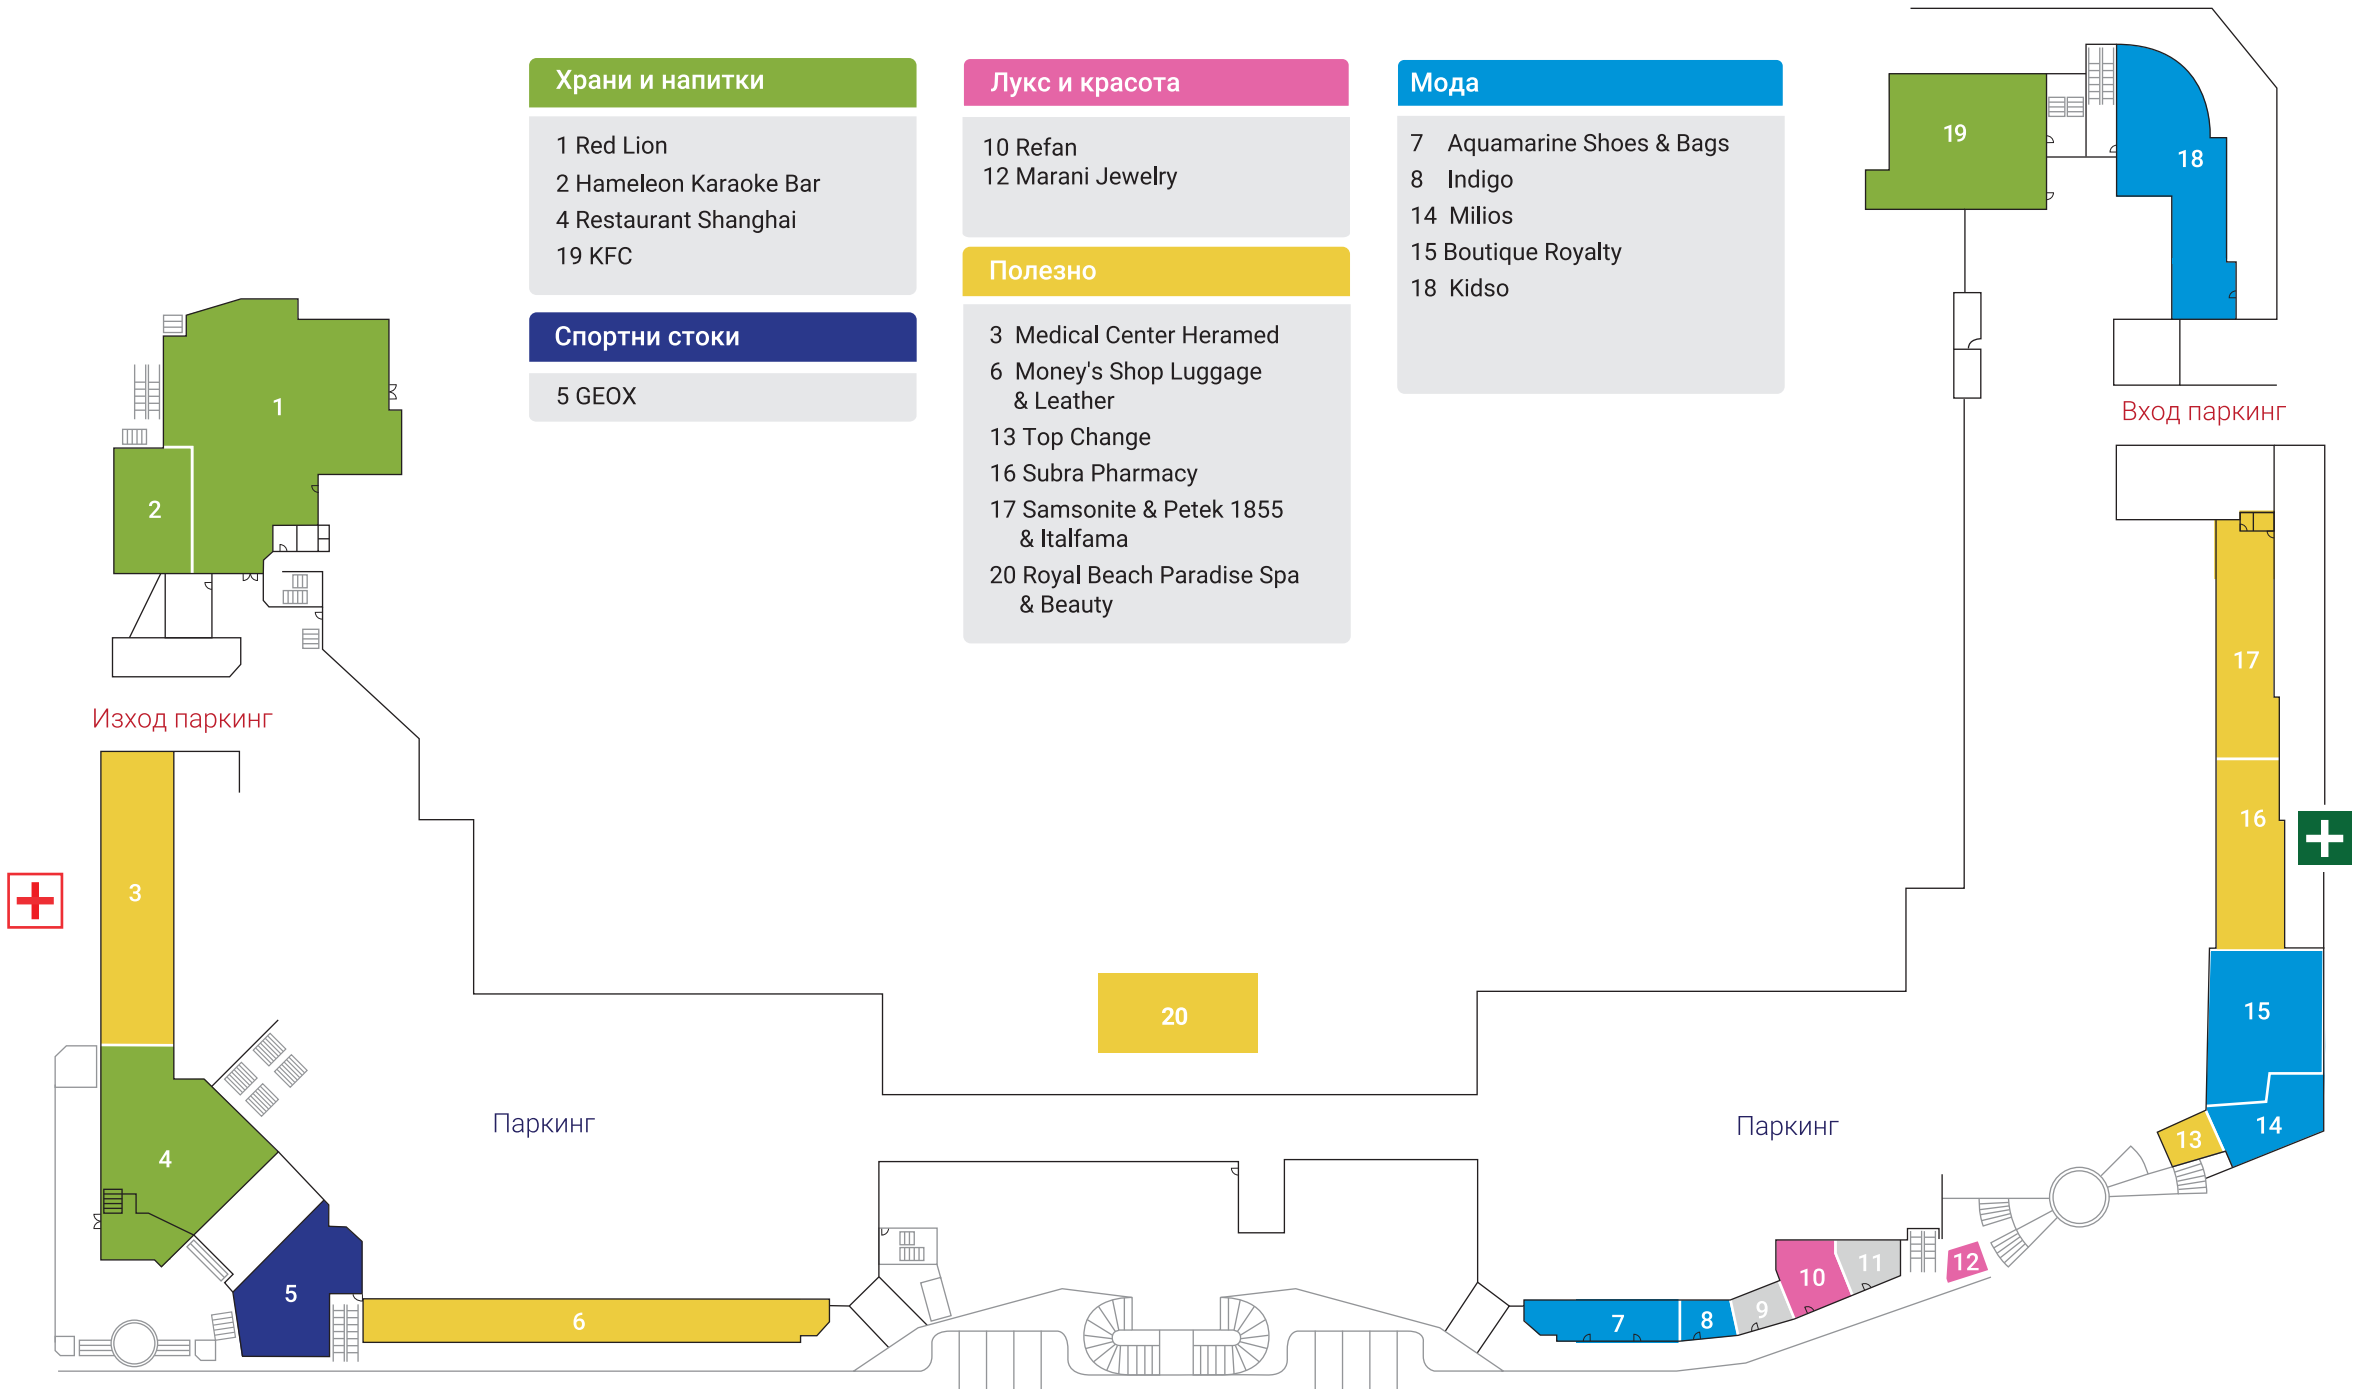 Храни и напитки
1 Red Lion
2 Hameleon Karaoke Bar
4 Restaurant Shanghai
19 KFC
Спортни стоки
5 GEOX
Лукс и красота
10 Refan
12 Marani Jewelry
Полезно
3 Medical Center Heramed
6 Money's Shop Luggage
& Leather
13 Top Change
16 Subra Pharmacy
17 Samsonite & Petek 1855
& Italfama
20 Royal Beach Paradise Spa
& Beauty
Мода
7 Aquamarine Shoes & Bags
8 Indigo
14 Milios
15 Boutique Royalty
18 Kidso
19
18
Вход паркинг
1
2
Изход паркинг
17
16
3
15
20
Паркинг
Паркинг
14
13
4
12
11
10
9
5
6
7
8